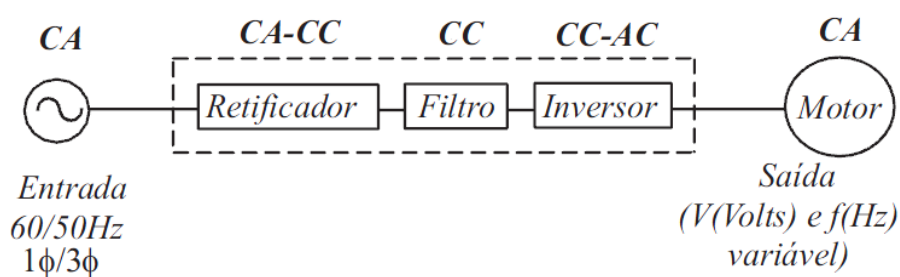 CA CA-CC CC CC-AC CA
Retificador Filtro Inversor Motor
Entrada
60/50Hz
1ϕ/3ϕ
Saída
(V(Volts) e f(Hz)
variável)